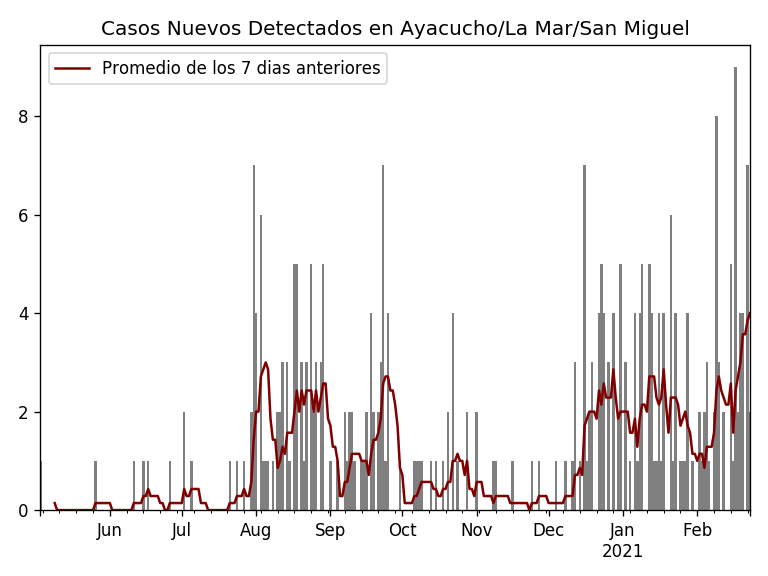 Casos Nuevos Detectados en Ayacucho/La Mar/San Miguel
Promedio de los 7 dias anteriores
8
6
4
2
0
Jun Jul Aug Sep Oct Nov Dec Jan Feb
2021